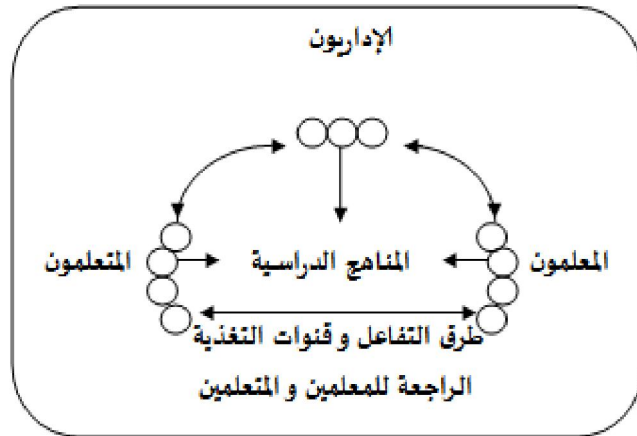 الإداريون
المتعلمون
المناهج الدراسية
المعلمون
طرق التفاعل و قنوات التغذية
الراجعة للمعلمين و المتعلمين